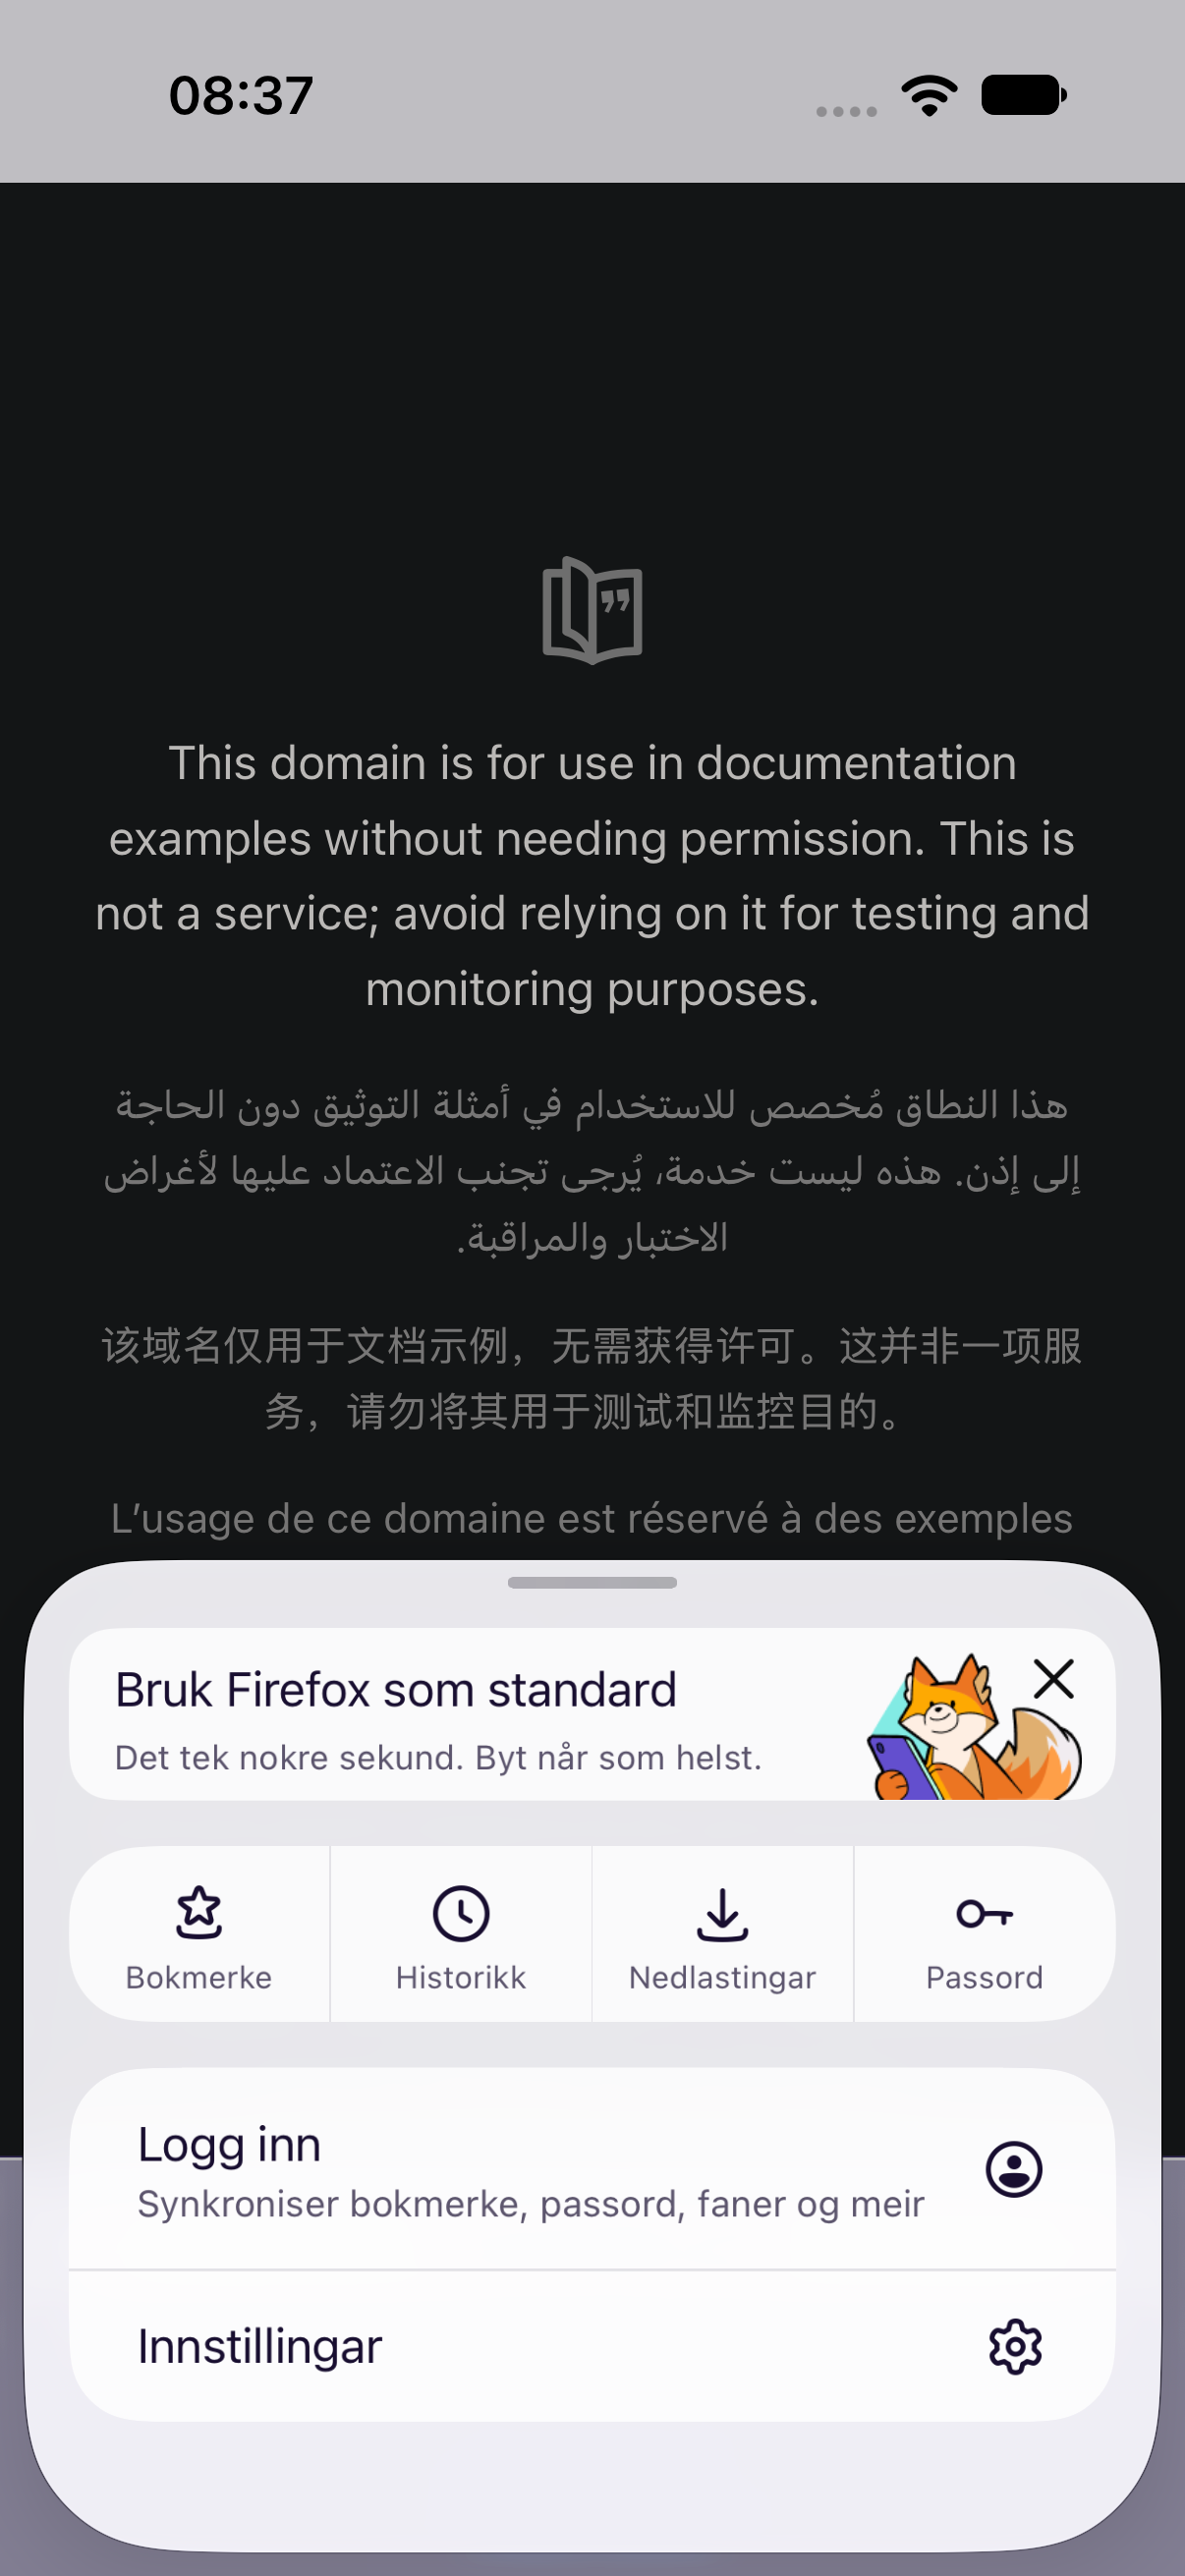 08:37
This domain is for use in documentation
examples without needing permission. This is
not a service; avoid relying on it for testing and
monitoring purposes.
هذا النطاق مُخصص للاستخدام في أمثلة التوثيق دون الحاجة
إلى إذن. هذه ليست خدمة، يُرجى تجنب الاعتماد عليها لأغراض
الاختبار والمراقبة.
该域名仅用于文档示例，无需获得许可。这并非一项服
务，请勿将其用于测试和监控目的。
L’usage de ce domaine est réservé à des exemples
Bruk Firefox som standard
Det tek nokre sekund. Byt når som helst.
Bokmerke
Historikk
Nedlastingar
Passord
Logg inn
Synkroniser bokmerke, passord, faner og meir
Innstillingar